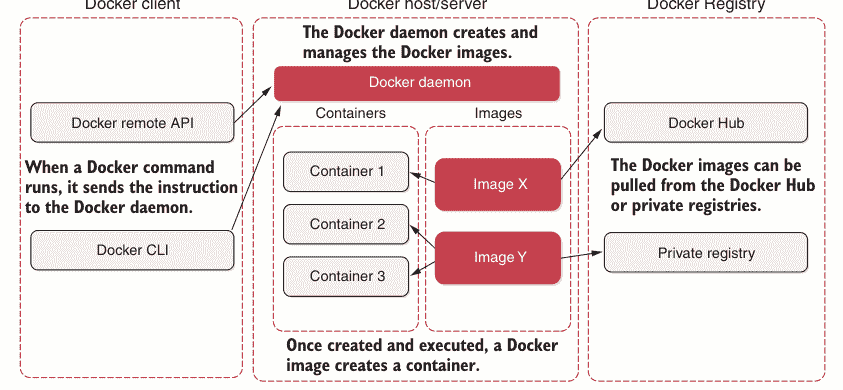 Docker client
Docker host/server
Docker Registry
The Docker daemon creates and
manages the Docker images.
Docker daemon
Docker remote API
When a Docker command
runs, it sends the instruction
to the Docker daemon.
Docker CLI
Containers
Images
Container 1
Container 2
Container 3
Image X
Image Y
Once created and executed, a Docker
image creates a container.
Docker Hub
The Docker images can be
pulled from the Docker Hub
or private registries.
Private registry